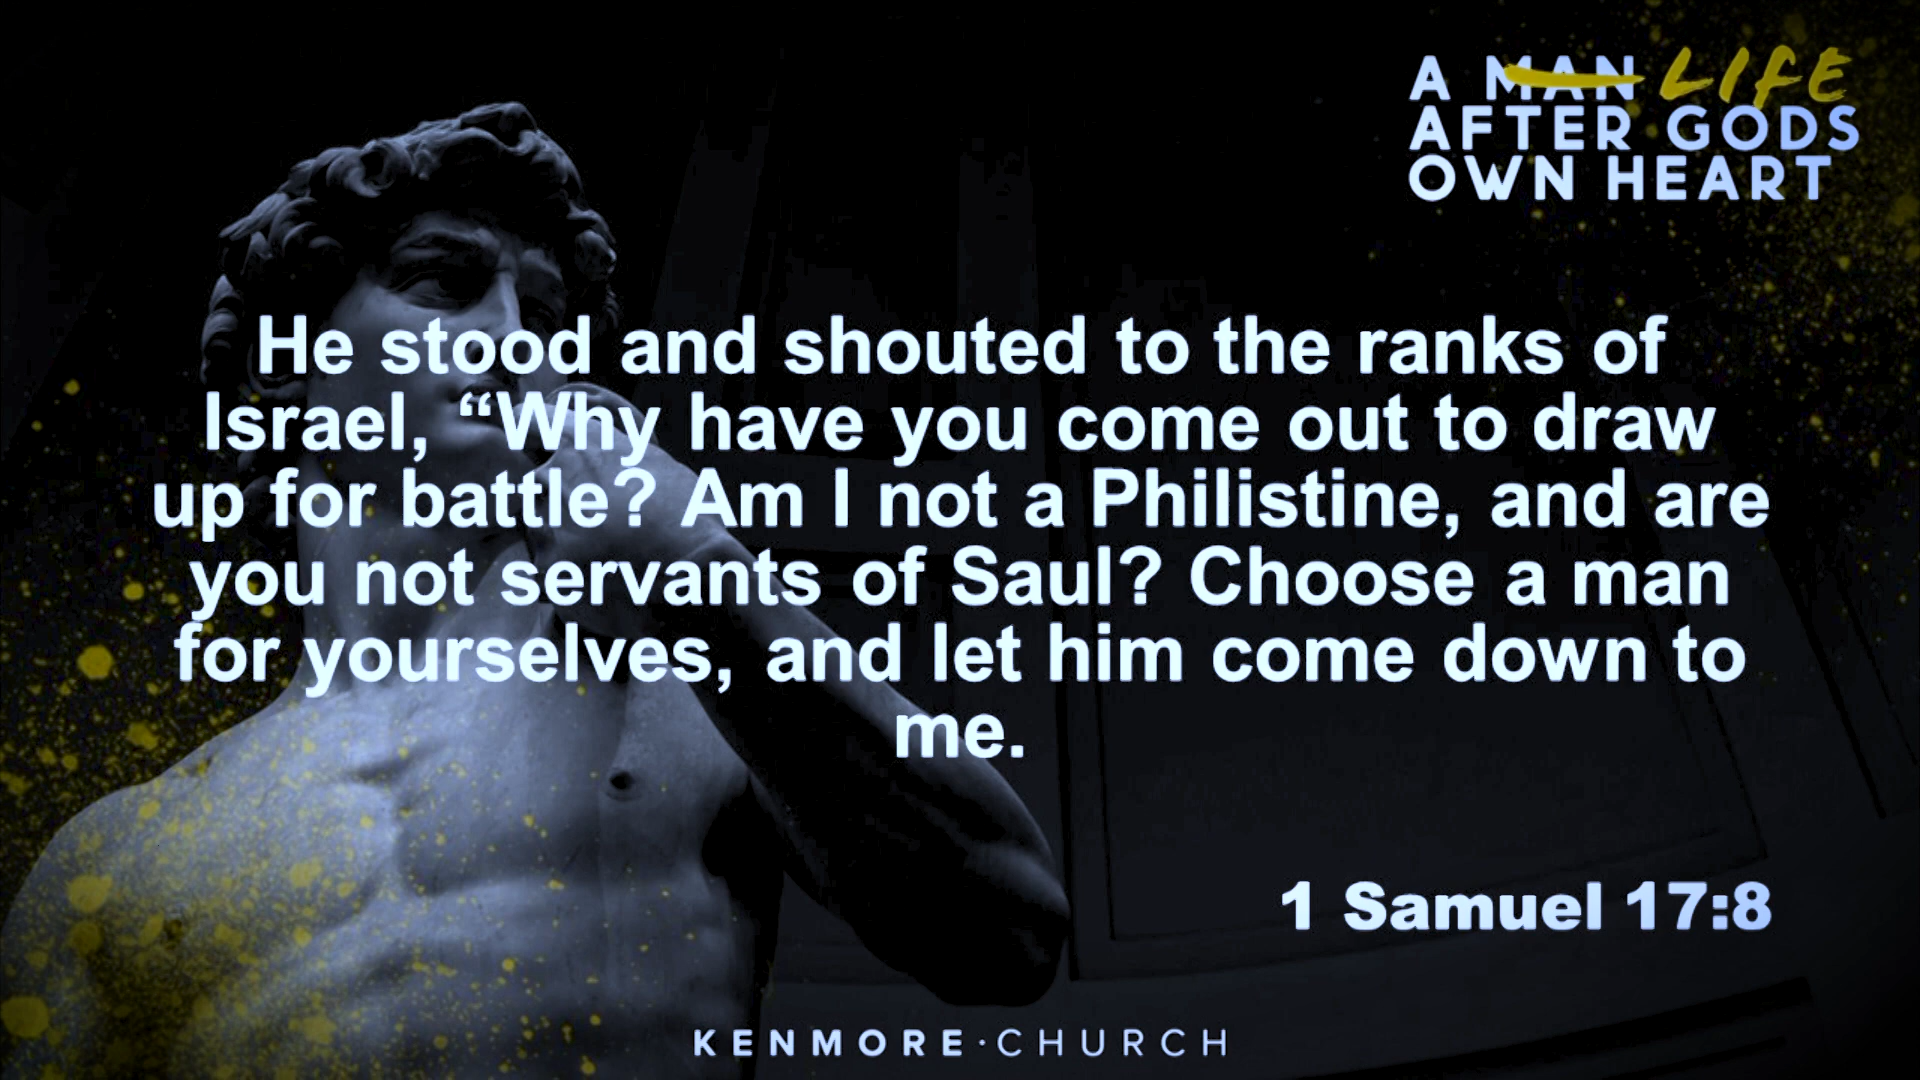 A MAN LIFE
AFTER GODS
OWN HEART
He stood and shouted to the ranks of
Israel, “Why have you come out to draw
up for battle? Am I not a Philistine, and are
you not servants of Saul? Choose a man
for yourselves, and let him come down to
me.
1 Samuel 17:8
KENMORE·CHURCH